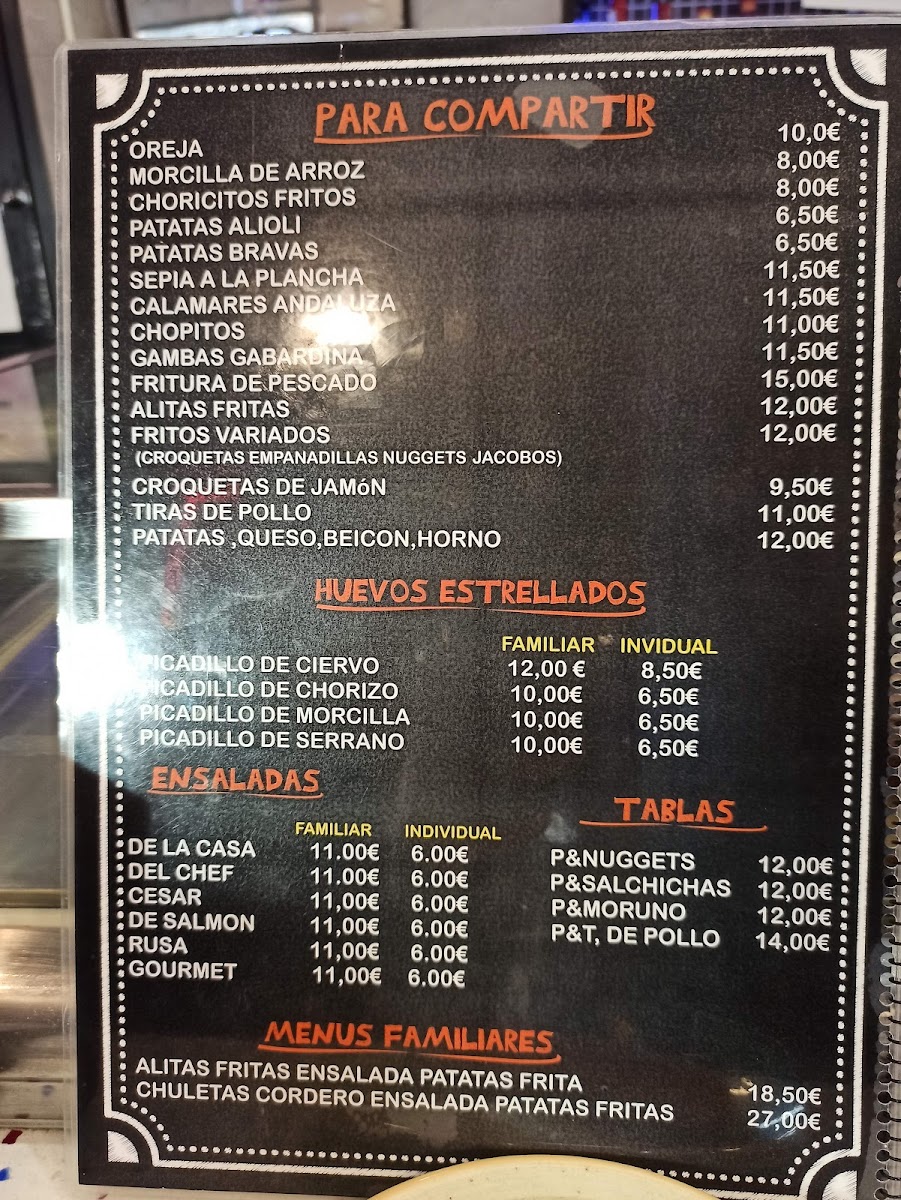 PARA COMPARTIR
OREJA 10,0€
MORCILLA DE ARROZ 8,00€
CHORICITOS FRITOS 8,00€
PATATAS ALIOLI 6,50€
PATATAS BRAVAS 6,50€
SEPIA A LA PLANCHA 11,50€
CALAMARES ANDALUZA 11,50€
CHOPITOS 11,00€
GAMBAS GABARDINA 11,50€
FRITURA DE PESCADO 15,00€
ALITAS FRITAS 12,00€
FRITOS VARIADOS 12,00€
(CROQUETAS EMPANADILLAS NUGGETS JACOBOS)
CROQUETAS DE JAMóN 9,50€
TIRAS DE POLLO 11,00€
PATATAS ,QUESO,BEICON,HORNO 12,00€
HUEVOS ESTRELLADOS
FAMILIAR INVIDUAL
PICADILLO DE CIERVO 12,00 € 8,50€
PICADILLO DE CHORIZO 10,00€ 6,50€
PICADILLO DE MORCILLA 10,00€ 6,50€
PICADILLO DE SERRANO 10,00€ 6,50€
ENSALADAS
FAMILIAR INDIVIDUAL
DE LA CASA 11.00€ 6.00€
DEL CHEF 11.00€ 6.00€
CESAR 11,00€ 6.00€
DE SALMON 11,00€ 6.00€
RUSA 11,00€ 6.00€
GOURMET 11,00€ 6.00€
TABLAS
P&NUGGETS 12,00€
P&SALCHICHAS 12,00€
P&MORUNO 12,00€
P&T, DE POLLO 14,00€
MENUS FAMILIARES
ALITAS FRITAS ENSALADA PATATAS FRITA 18,50€
CHULETAS CORDERO ENSALADA PATATAS FRITAS 27,00€